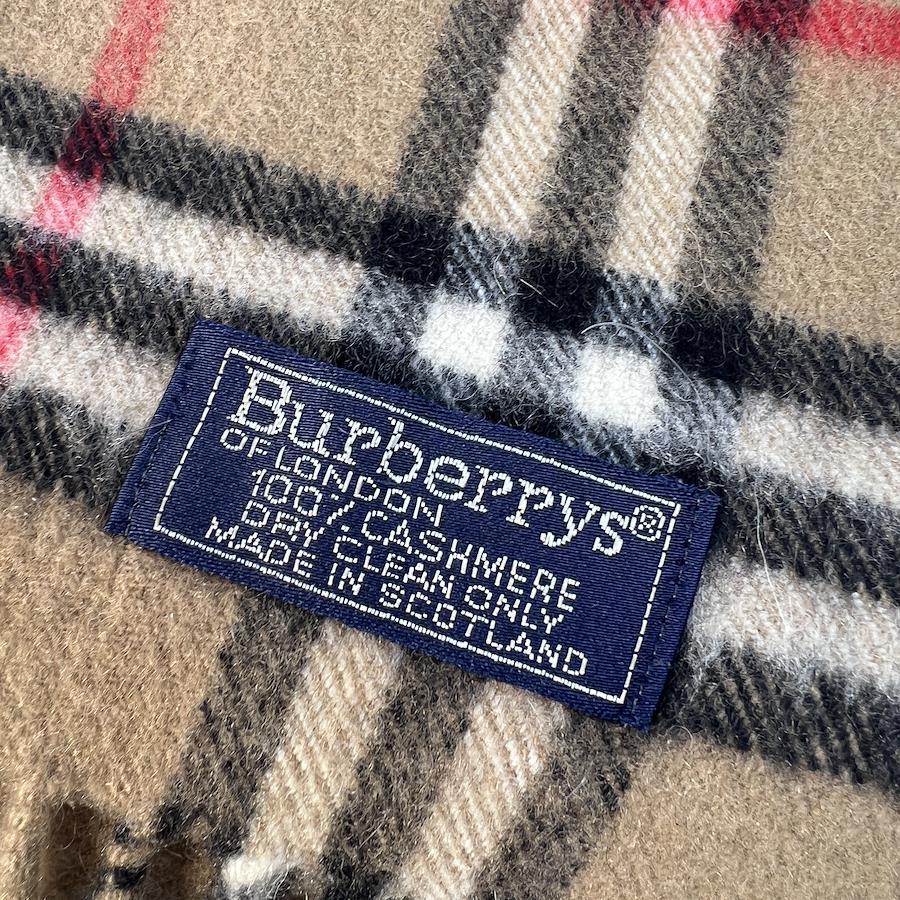 Burberrys®
OF LONDON
100% CASHMERE
DRY CLEAN ONLY
MADE IN SCOTLAND